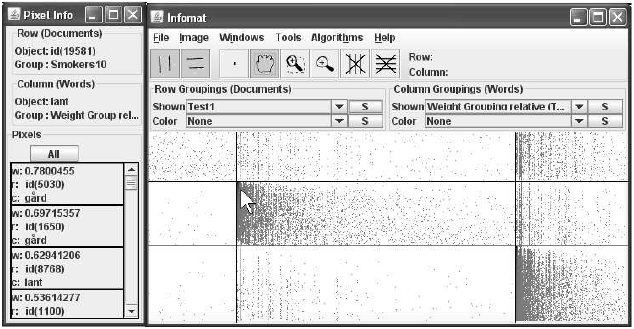 Pixel Info
Row (Documents)
Object: id(19581)
Group : Smokers10
Column (Words)
Object: lant
Group : Weight Group rel...
Pixels
All
w: 0.7800455
r: id(5030)
c: gård
w: 0.69715357
r: id(1650)
c: gård
w: 0.62941206
r: id(8768)
c: lant
w: 0.53614277
r: id(1100)
Infomat
File Image Windows Tools Algorithms Help
Row:
Column:
Row Groupings (Documents)
Shown Test1 S
Color None S
Column Groupings (Words)
Shown Weight Grouping relative (T... S
Color None S